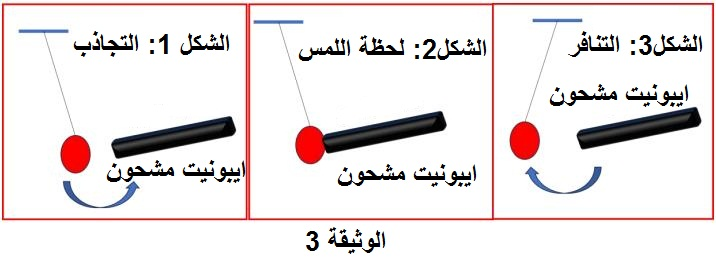 الشكل 1: التجاذب
ايبونيت مشحون
الشكل2: لحظة اللمس
ايبونيت مشحون
الشكل3: التنافر
ايبونيت مشحون
الوثيقة 3